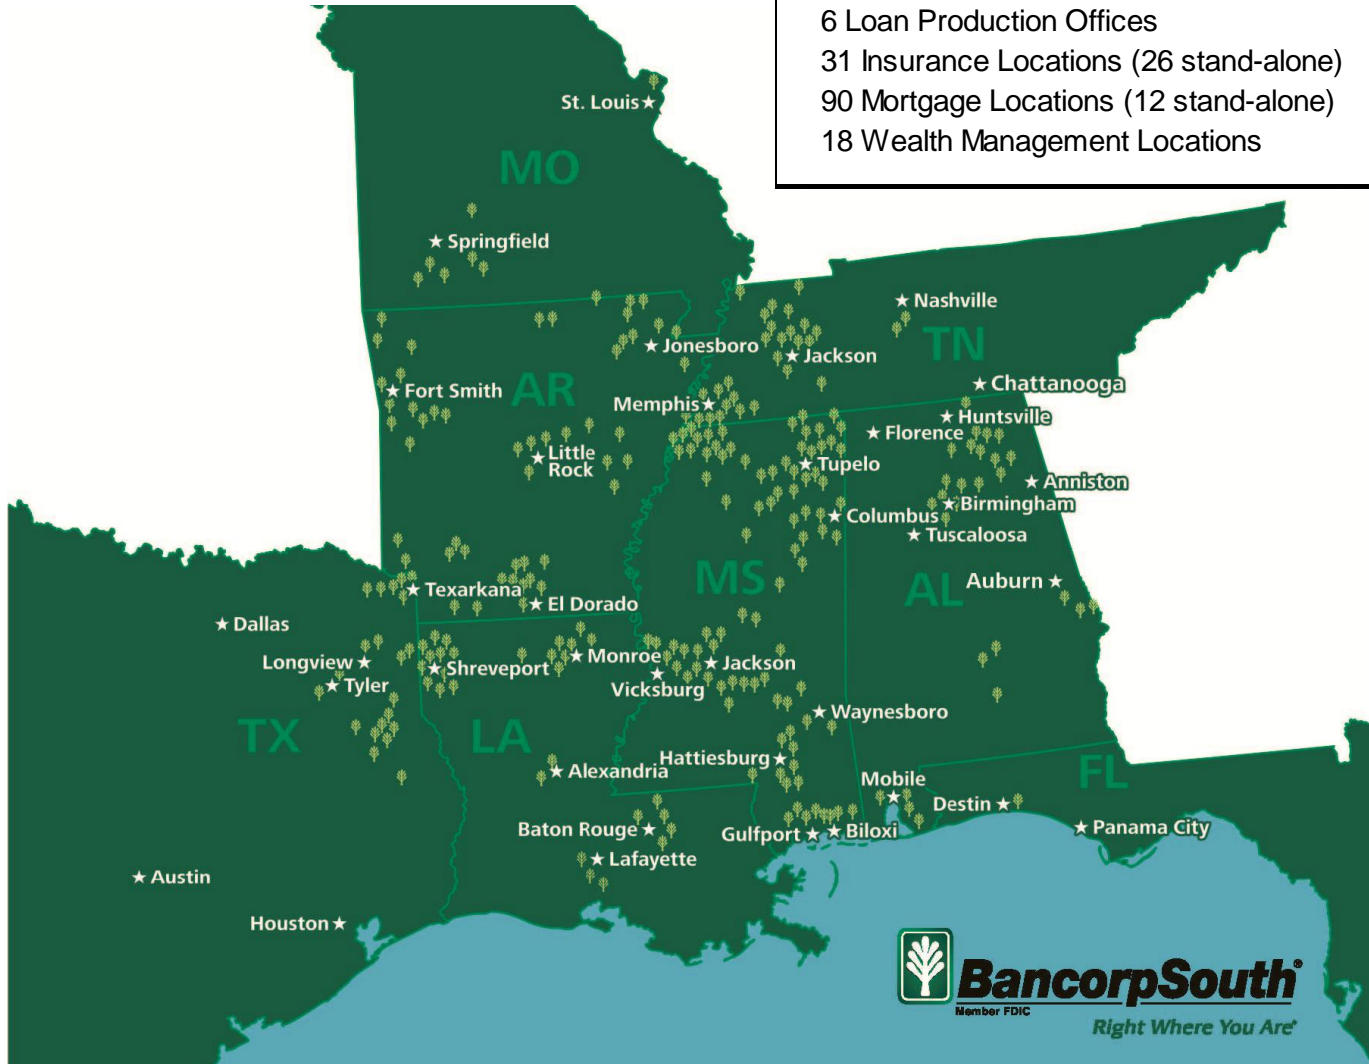 6 Loan Production Offices
31 Insurance Locations (26 stand-alone)
90 Mortgage Locations (12 stand-alone)
18 Wealth Management Locations
St. Louis
MO
Springfield
Nashville
TN
Jonesboro
Jackson
Chattanooga
Fort Smith
AR
Memphis
Huntsville
Florence
Little
Rock
Tupelo
Anniston
Birmingham
Columbus
Tuscaloosa
MS
AL
Auburn
Texarkana
El Dorado
Dallas
Longview
Shreveport
Monroe
Jackson
Tyler
Vicksburg
Waynesboro
TX
LA
Hattiesburg
Alexandria
FL
Mobile
Destin
Baton Rouge
Gulfport
Biloxi
Panama City
Lafayette
Austin
Houston
BancorpSouth®
Member FDIC
Right Where You Are